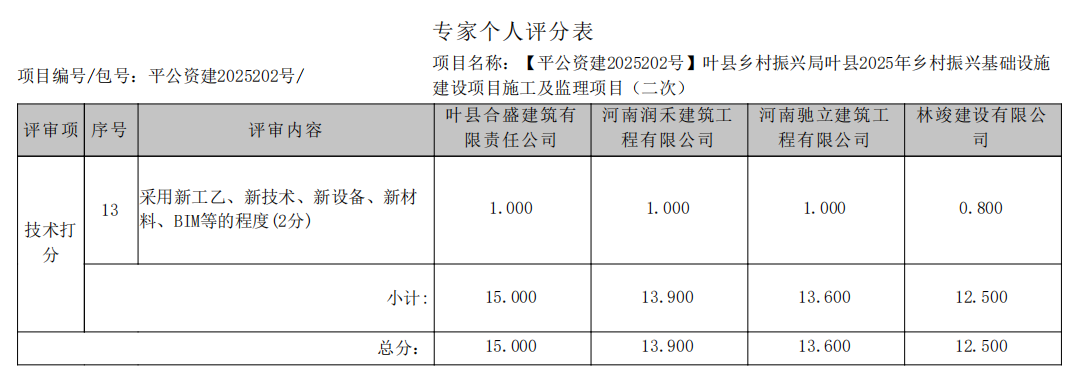 专家个人评分表
项目编号/包号：平公资建2025202号/
项目名称：【平公资建2025202号】叶县乡村振兴局叶县2025年乡村振兴基础设施
建设项目施工及监理项目（二次）
评审项 序号 评审内容 叶县合盛建筑有 河南润禾建筑工 河南驰立建筑工 林竣建设有限公
限责任公司 程有限公司 程有限公司 司
技术打
分
13
采用新工乙、新技术、新设备、新材
料、BIM等的程度(2分)
1.000 1.000 1.000 0.800
小计: 15.000 13.900 13.600 12.500
总分: 15.000 13.900 13.600 12.500